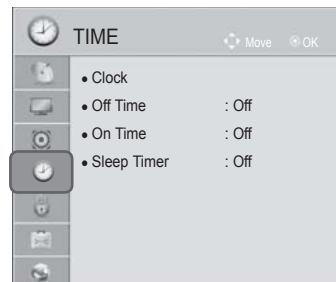 TIME Move OK
• Clock
• Off Time : Off
• On Time : Off
• Sleep Timer : Off